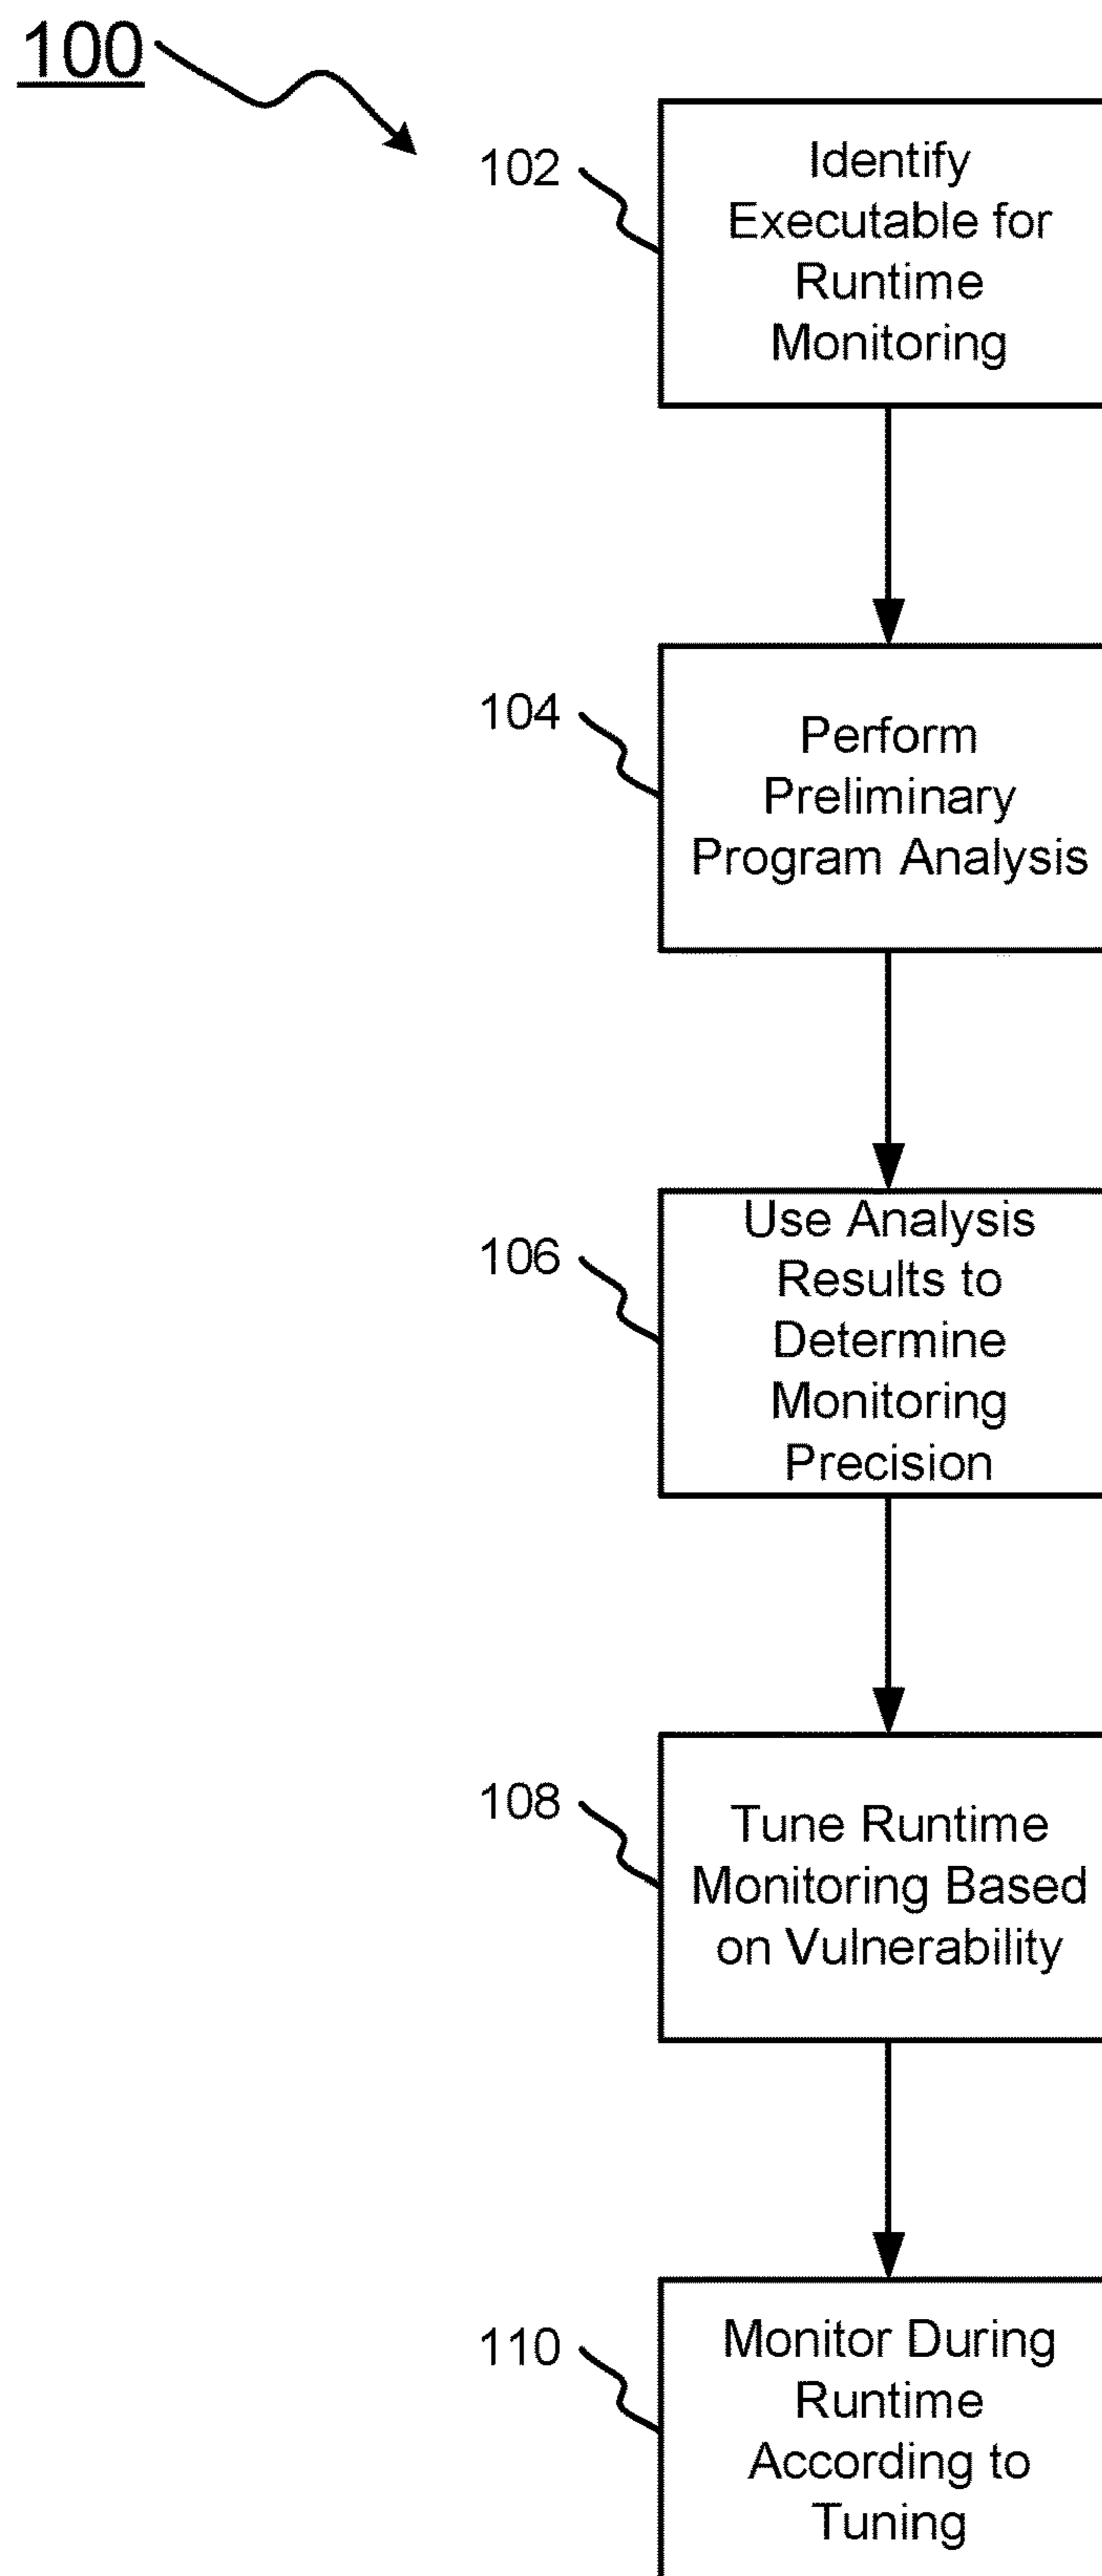 100
102
Identify
Executable for
Runtime
Monitoring
104
Perform
Preliminary
Program Analysis
106
Use Analysis
Results to
Determine
Monitoring
Precision
108
Tune Runtime
Monitoring Based
on Vulnerability
110
Monitor During
Runtime
According to
Tuning